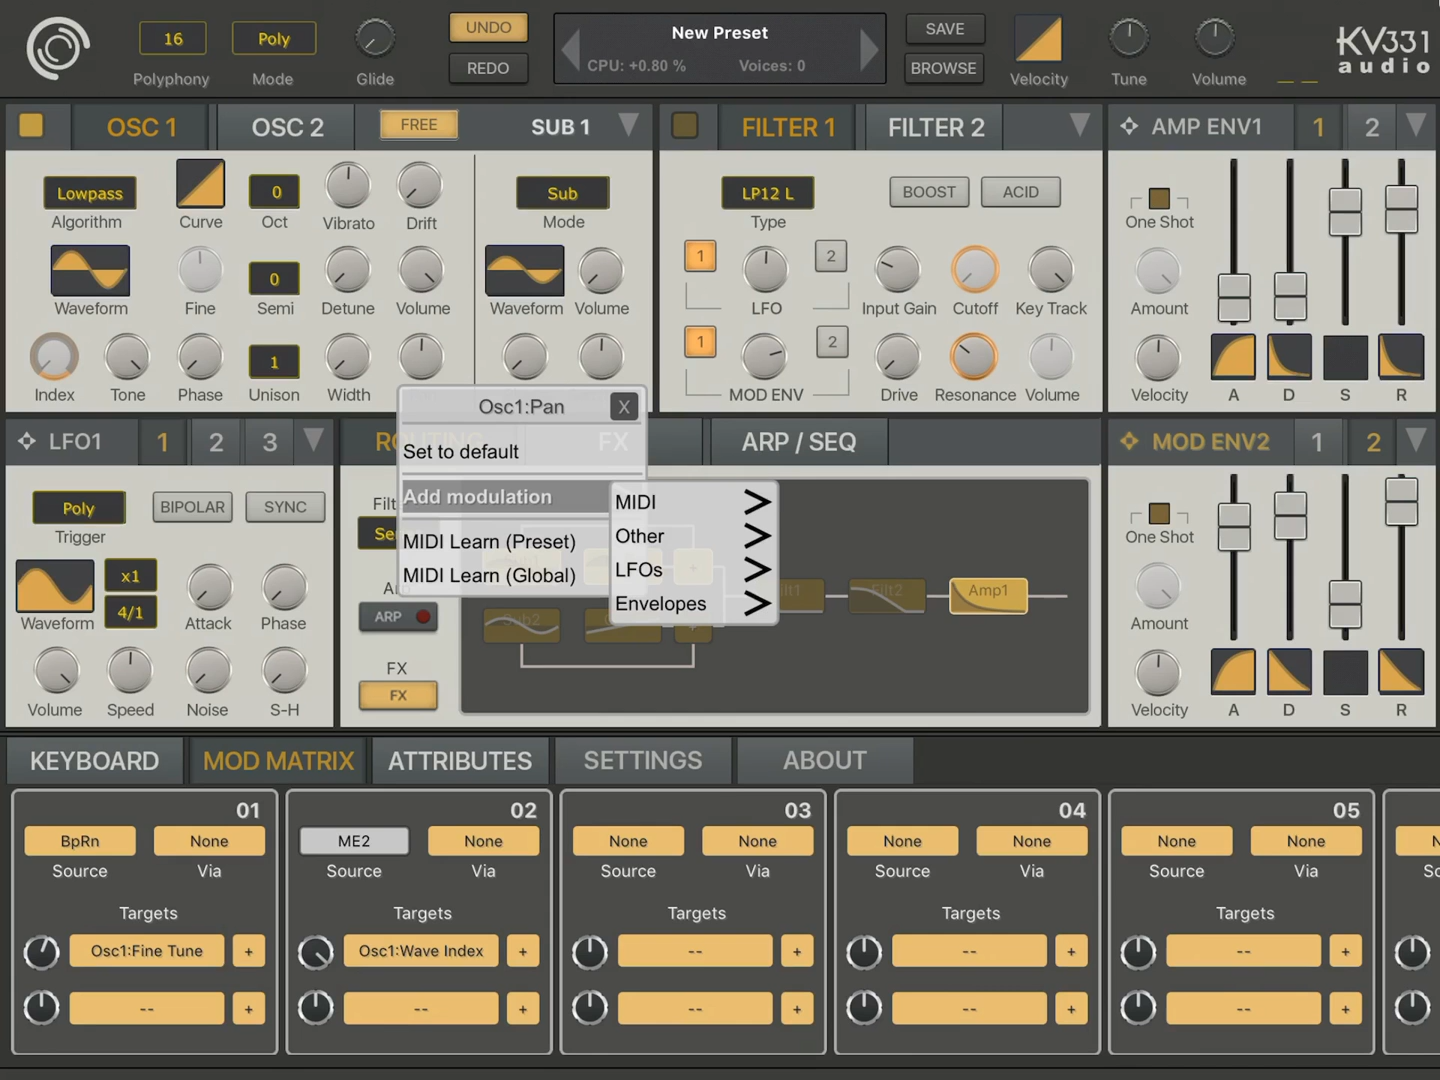 16
Polyphony
Poly
Mode
Glide
UNDO
REDO
New Preset
CPU: +0.80 %
Voices: 0
SAVE
BROWSE
Velocity
Tune
Volume
KV331
audio
OSC 1
OSC 2
FREE
SUB 1
FILTER 1
FILTER 2
AMP ENV1
1
2
Lowpass
Algorithm
Curve
0
Oct
Vibrato
Drift
Sub
Mode
LP12 L
Type
BOOST
ACID
One Shot
Waveform
Fine
0
Semi
Detune
Volume
Waveform
Volume
1
LFO
2
Input Gain
Cutoff
Key Track
Amount
Index
Tone
Phase
1
Unison
Width
1
MOD ENV
2
Drive
Resonance
Volume
Velocity
A
D
S
R
Osc1:Pan
X
Set to default
Add modulation
MIDI Learn (Preset)
MIDI Learn (Global)
MIDI
Other
LFOs
Envelopes
LFO1
1
2
3
FX
ARP / SEQ
MOD ENV2
1
2
Poly
Trigger
BIPOLAR
SYNC
One Shot
Waveform
x1
4/1
Attack
Phase
ARP
Sub2
Filt2
Amp1
Amount
Volume
Speed
Noise
S-H
FX
FX
Velocity
A
D
S
R
KEYBOARD
MOD MATRIX
ATTRIBUTES
SETTINGS
ABOUT
01
BpRn
None
Source
Via
Targets
Osc1:Fine Tune
+
--
+
02
ME2
None
Source
Via
Targets
Osc1:Wave Index
+
--
+
03
None
None
Source
Via
Targets
--
+
--
+
04
None
None
Source
Via
Targets
--
+
--
+
05
None
None
Source
Via
Targets
--
+
--
+